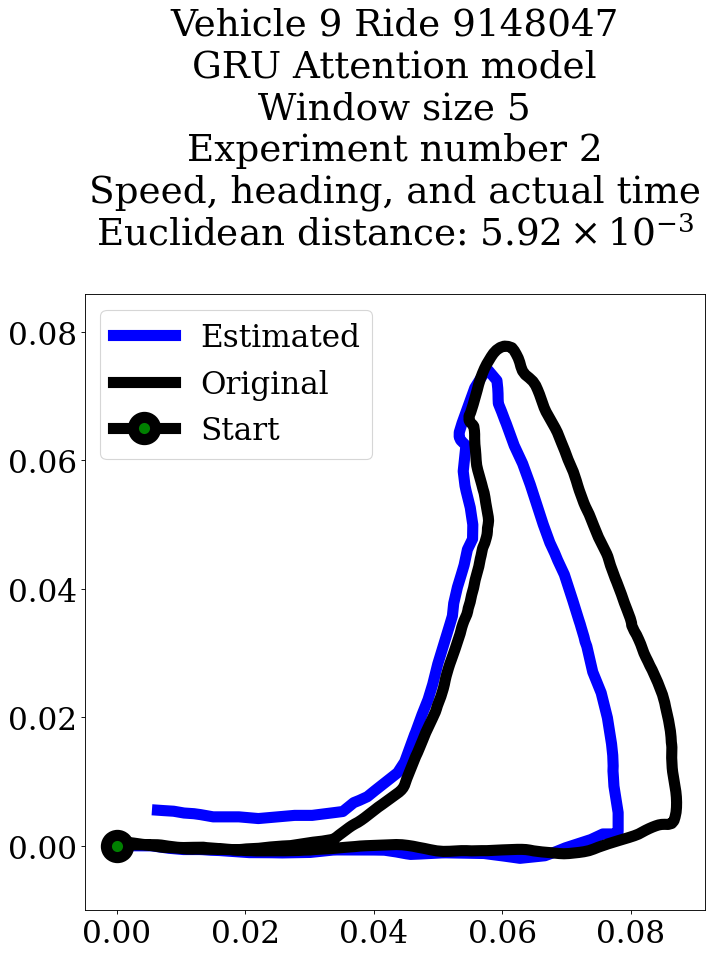 Vehicle 9 Ride 9148047
GRU Attention model
Window size 5
Experiment number 2
Speed, heading, and actual time
Euclidean distance: 5.92 × 10⁻³
Estimated
Original
Start
0.08
0.06
0.04
0.02
0.00
0.00 0.02 0.04 0.06 0.08